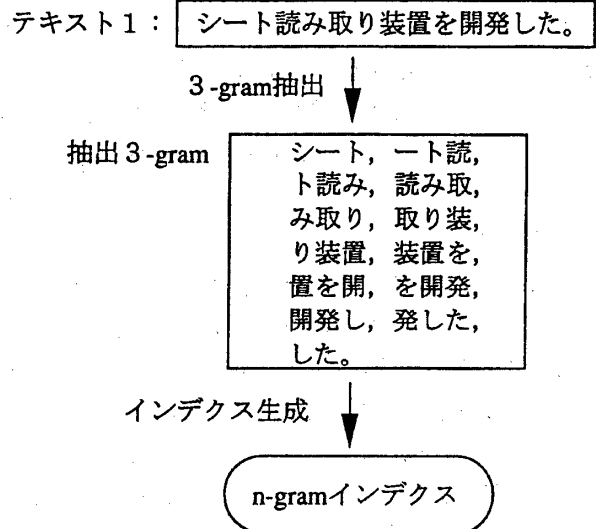 テキスト１： シート読み取り装置を開発した。
３-gram抽出
抽出３-gram
シート， ート読，
ト読み， 読み取，
み取り， 取り装，
り装置， 装置を，
置を開， を開発，
開発し， 発した，
した。
インデクス生成
n-gramインデクス